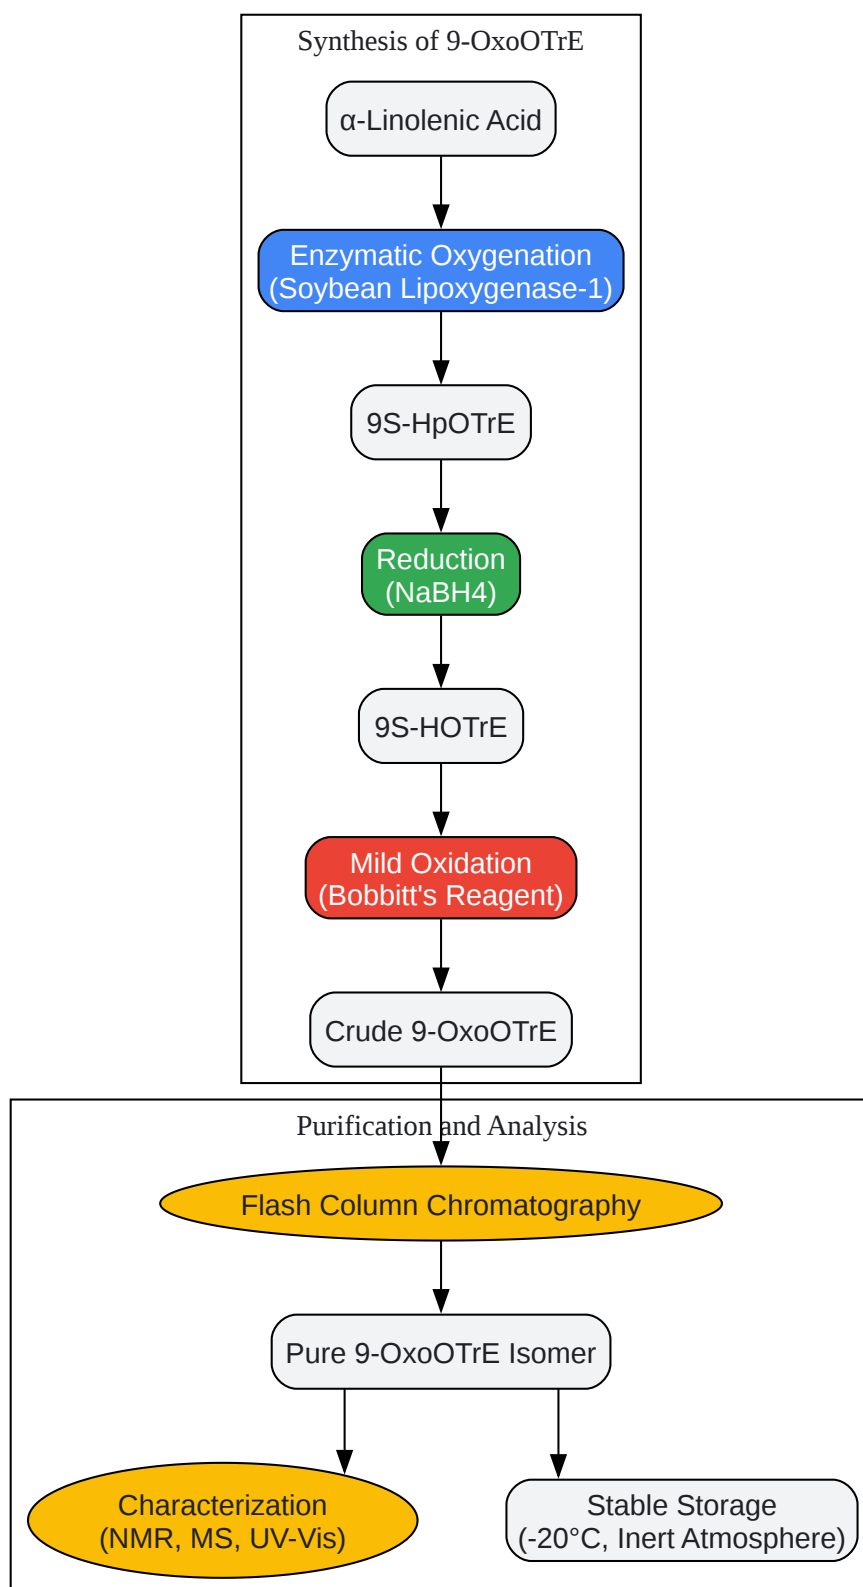 Synthesis of 9-OxoOTrE
α-Linolenic Acid
Enzymatic Oxygenation
(Soybean Lipoxygenase-1)
9S-HpOTrE
Reduction
(NaBH4)
9S-HOTrE
Mild Oxidation
(Bobbitt's Reagent)
Crude 9-OxoOTrE
Purification and Analysis
Flash Column Chromatography
Pure 9-OxoOTrE Isomer
Characterization
(NMR, MS, UV-Vis)
Stable Storage
(-20°C, Inert Atmosphere)